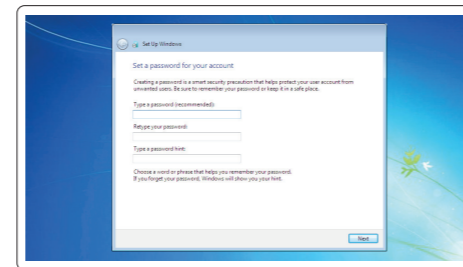 Set Up Windows
Set a password for your account
Creating a password is a smart security precaution that helps protect your user account from
unwanted users. Be sure to remember your password or keep it in a safe place.
Type a password (recommended):
Retype your password:
Type a password hint:
Choose a word or phrase that helps you remember your password.
If you forget your password, Windows will show you your hint.
Next